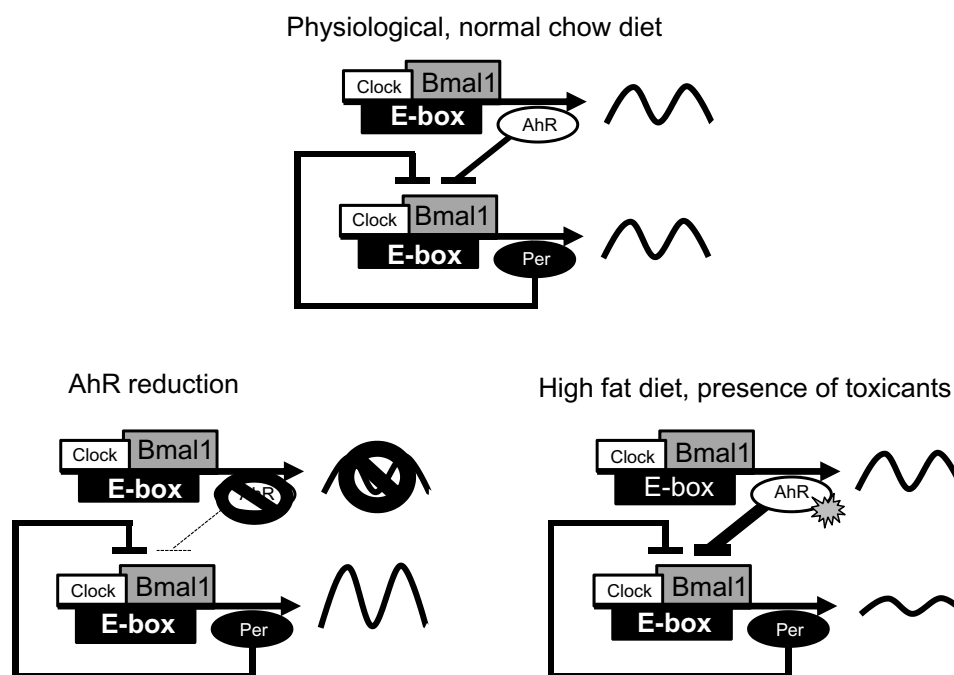 Physiological, normal chow diet
Clock Bmal1
E-box
AhR
Clock Bmal1
E-box
Per
AhR reduction
Clock Bmal1
E-box
AhR
Clock Bmal1
E-box
Per
High fat diet, presence of toxicants
Clock Bmal1
E-box
AhR
Clock Bmal1
E-box
Per